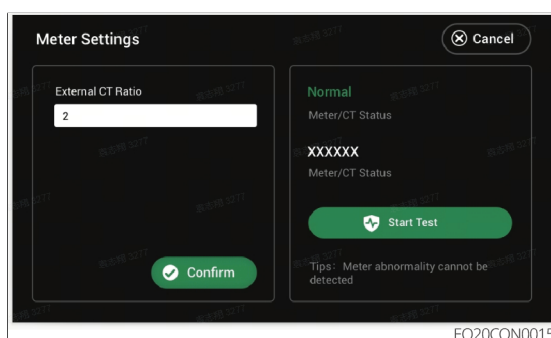 Meter Settings
Cancel
External CT Ratio
2
Confirm
Normal
Meter/CT Status
XXXXXX
Meter/CT Status
Start Test
Tips: Meter abnormality cannot be
detected
EO20CON0015